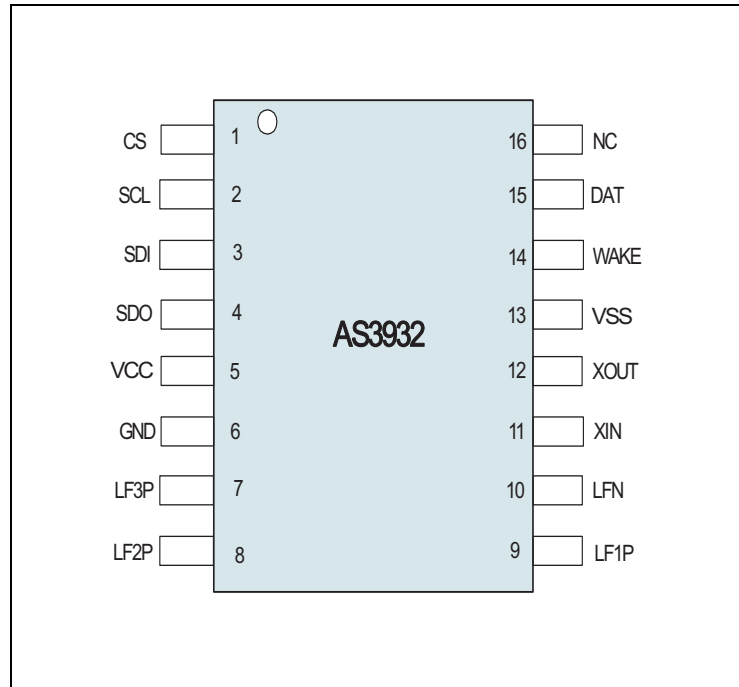 CS 1 16 NC
SCL 2 15 DAT
SDI 3 14 WAKE
SDO 4 13 VSS
AS3932
VCC 5 12 XOUT
GND 6 11 XIN
LF3P 7 10 LFN
LF2P 8 9 LF1P